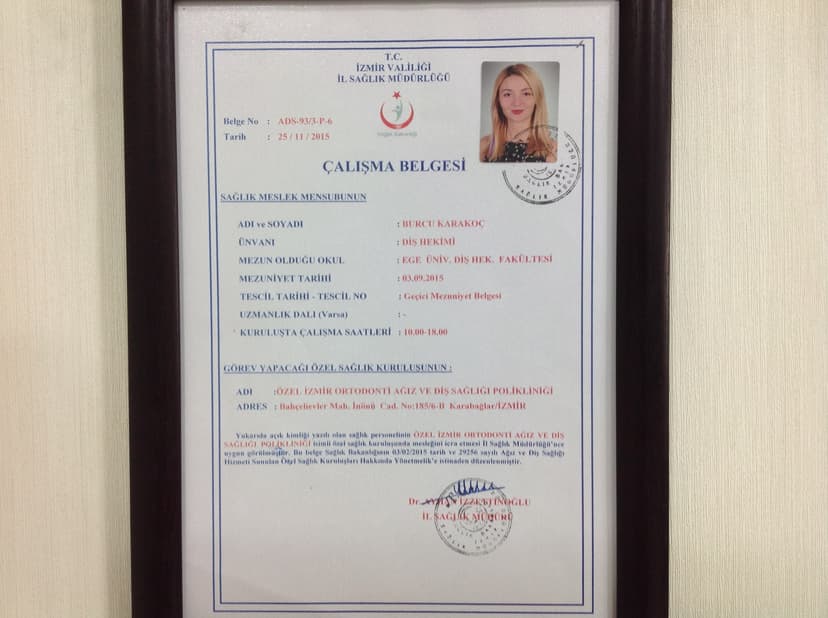 T.C.
İZMİR VALİLİĞİ
İL SAĞLIK MÜDÜRLÜĞÜ
Belge No : ADS-93/3-P-6
Tarih : 25 / 11 / 2015
ÇALIŞMA BELGESİ
SAĞLIK MESLEK MENSUBUNUN
ADI ve SOYADI : BURCU KARAKOÇ
ÜNVANI : DİŞ HEKİMİ
MEZUN OLDUĞU OKUL : EGE ÜNİV. DİŞ HEK. FAKÜLTESİ
MEZUNİYET TARİHİ : 03.09.2015
TESCİL TARİHİ - TESCİL NO : Geçici Mezuniyet Belgesi
UZMANLIK DALI (Varsa) : -
KURULUŞTA ÇALIŞMA SAATLERİ : 10.00-18.00
GÖREV YAPACAĞI ÖZEL SAĞLIK KURULUŞUNUN :
ADI :ÖZEL İZMİR ORTODONTİ AĞIZ VE DİŞ SAĞLIĞI POLİKLİNİĞİ
ADRES : Bahçelievler Mah. İnönü Cad. No:185/6-B Karabağlar/İZMİR
Yukarıda açık kimliği yazılı olan sağlık personelinin ÖZEL İZMİR ORTODONTİ AĞIZ VE DİŞ
SAĞLIĞI POLİKLİNİĞİ isimli özel sağlık kuruluşunda mesleğini icra etmesi İl Sağlık Müdürlüğü'nce
uygun görülmüştür. Bu belge Sağlık Bakanlığının 03/02/2015 tarih ve 29256 sayılı Ağız ve Diş Sağlığı
Hizmeti Sunulan Özel Sağlık Kuruluşları Hakkında Yönetmelik'e istinaden düzenlenmiştir.
Dr. AYHAN İZZETTİNOĞLU
İL SAĞLIK MÜDÜRÜ